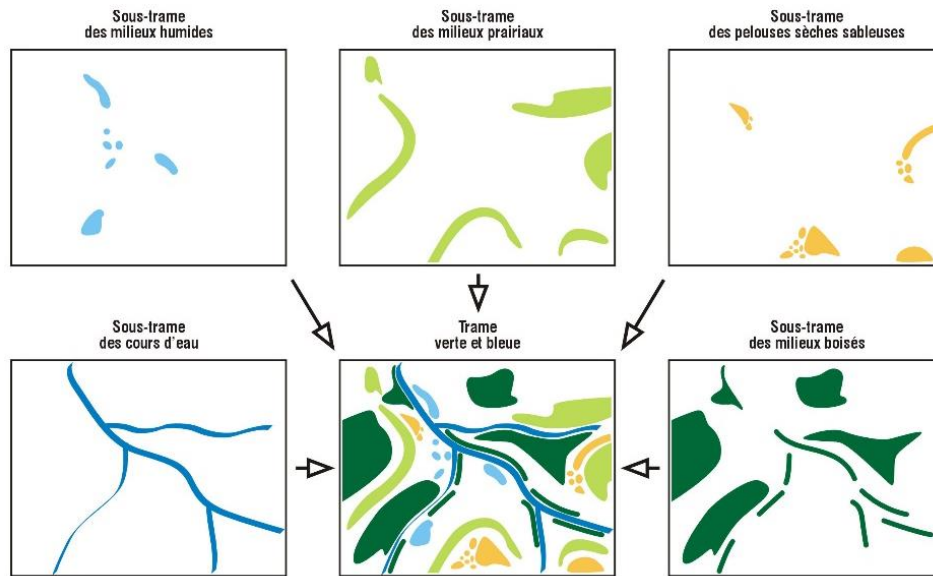 Sous-trame
des milieux humides
Sous-trame
des milieux prairiaux
Sous-trame
des pelouses sèches sableuses
Sous-trame
des cours d'eau
Trame
verte et bleue
Sous-trame
des milieux boisés